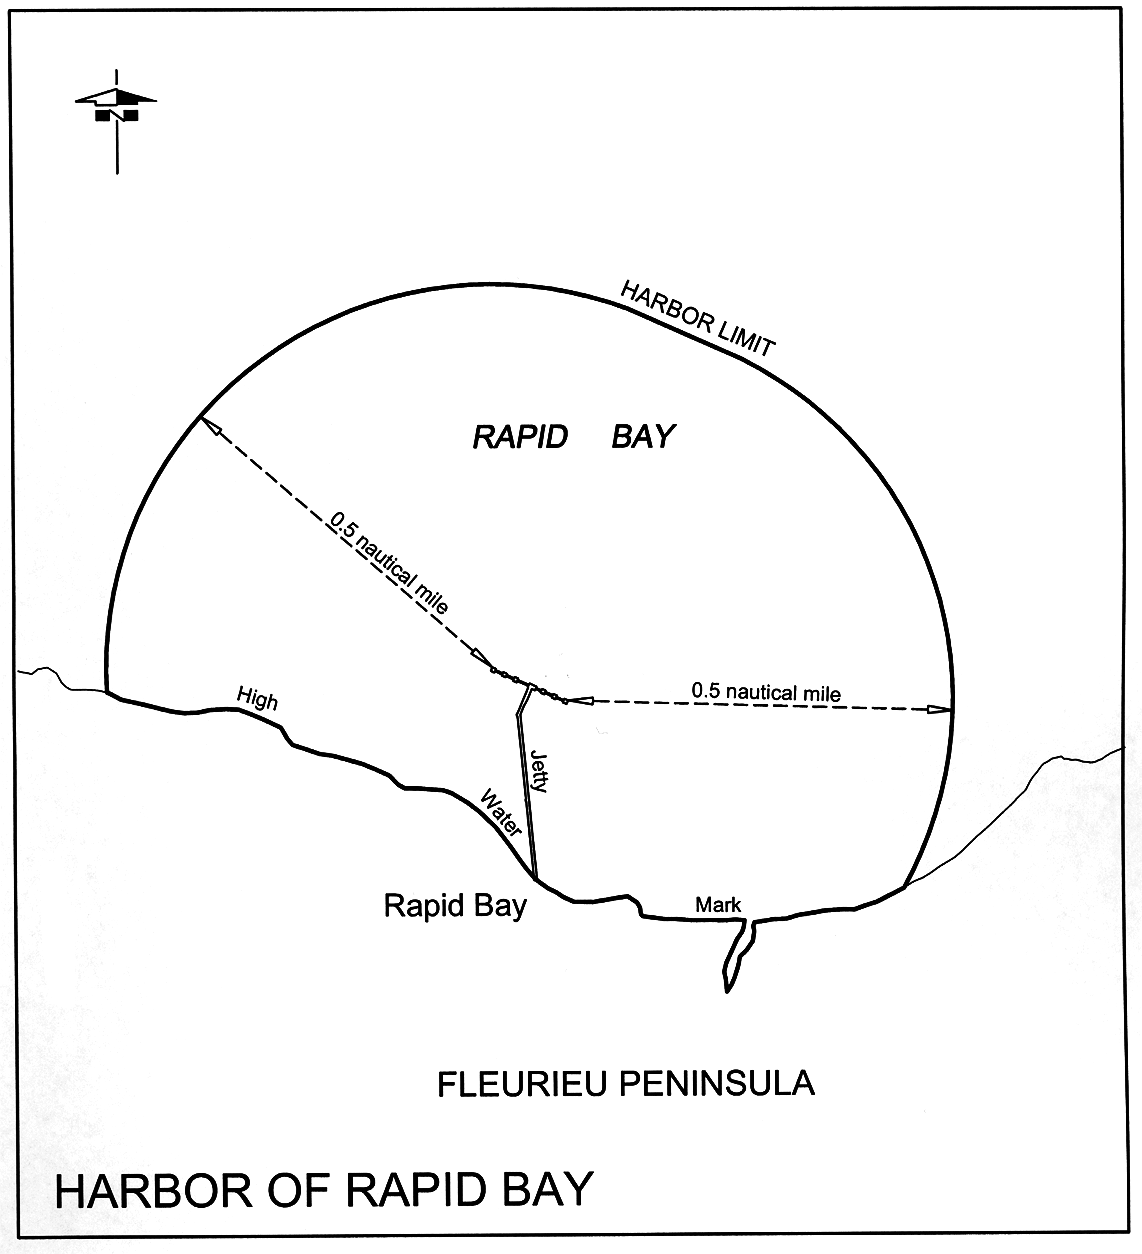 N
HARBOR LIMIT
RAPID BAY
0.5 nautical mile
0.5 nautical mile
High
Jetty
Water
Rapid Bay
Mark
FLEURIEU PENINSULA
HARBOR OF RAPID BAY